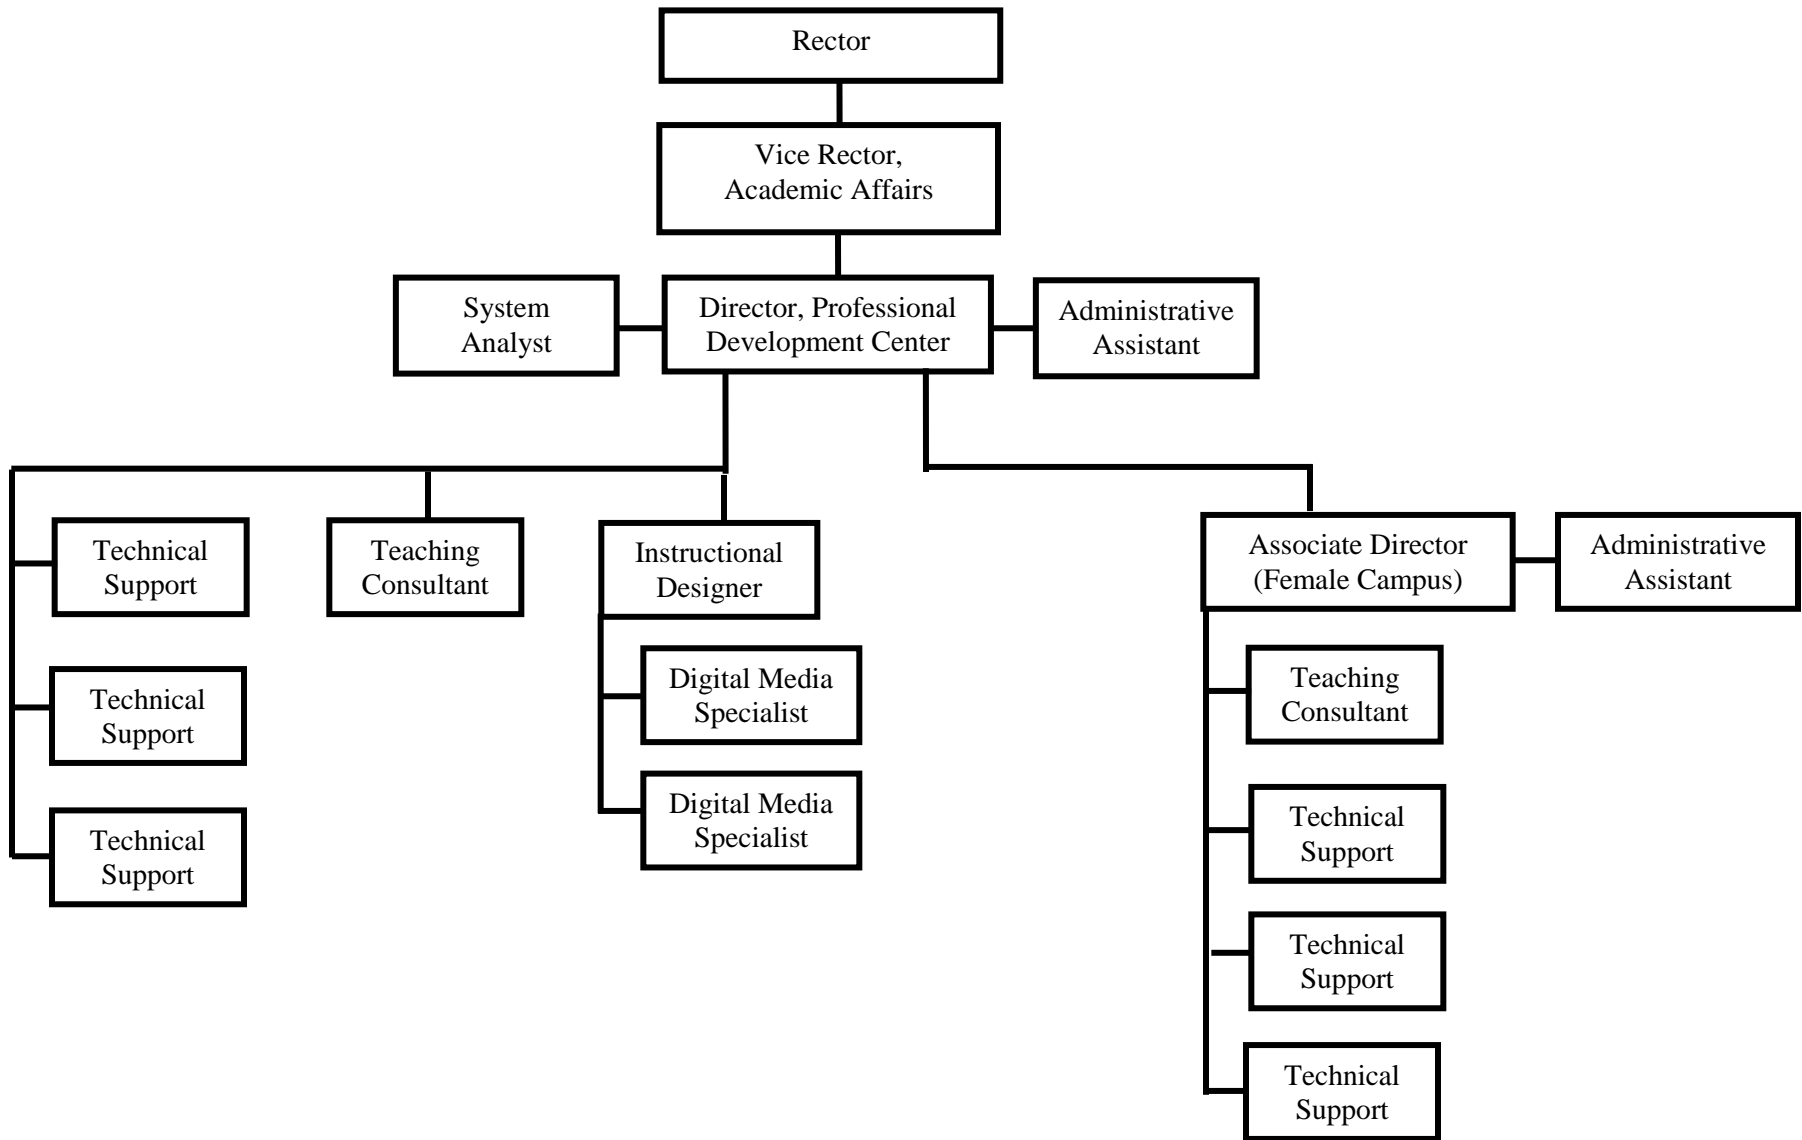 Rector
Vice Rector,
Academic Affairs
System
Analyst
Director, Professional
Development Center
Administrative
Assistant
Technical
Support
Teaching
Consultant
Instructional
Designer
Associate Director
(Female Campus)
Administrative
Assistant
Technical
Support
Digital Media
Specialist
Teaching
Consultant
Technical
Support
Digital Media
Specialist
Technical
Support
Technical
Support
Technical
Support